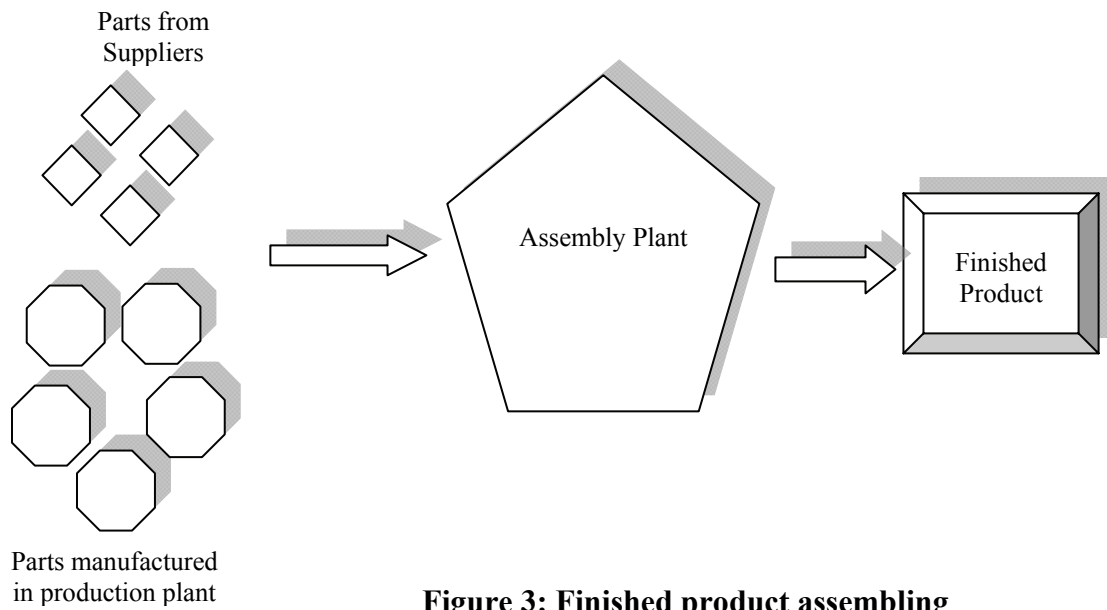 Parts from
Suppliers
Assembly Plant
Finished
Product
Parts manufactured
in production plant
Figure 3: Finished product assembling